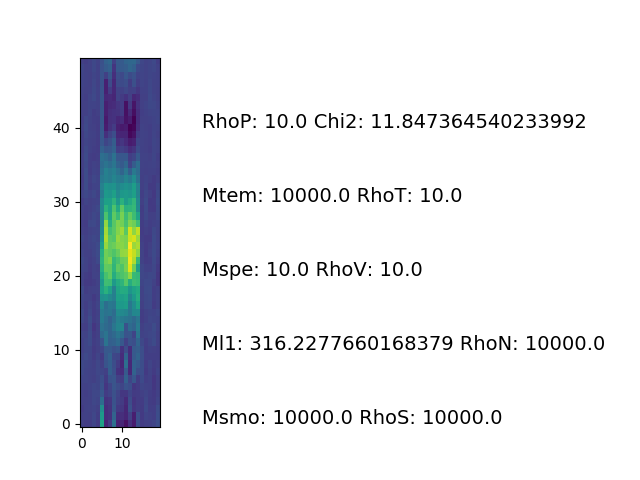 RhoP: 10.0 Chi2: 11.847364540233992
40
Mtem: 10000.0 RhoT: 10.0
30
Mspe: 10.0 RhoV: 10.0
20
Ml1: 316.2277660168379 RhoN: 10000.0
10
Msmo: 10000.0 RhoS: 10000.0
0
0 10